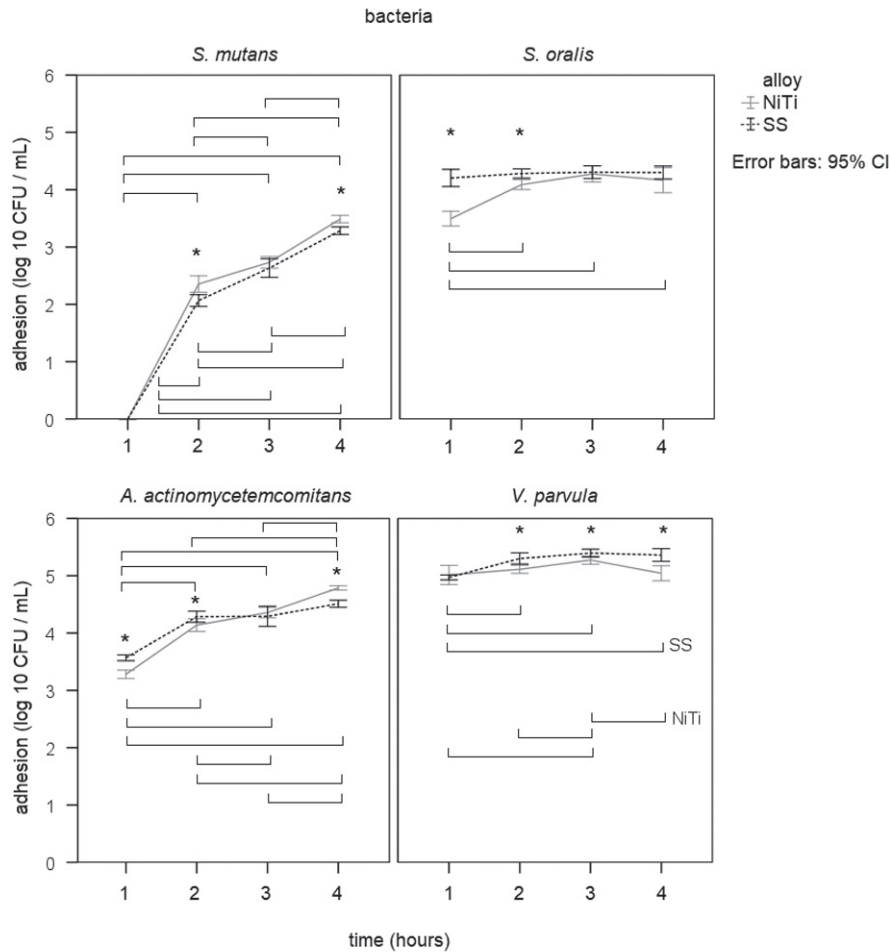 bacteria
S. mutans
S. oralis
alloy
NiTi
SS
Error bars: 95% CI
adhesion (log 10 CFU / mL)
6
5
4
3
2
1
0
*
*
*
*
1 2 3 4
1 2 3 4
A. actinomycetemcomitans
V. parvula
adhesion (log 10 CFU / mL)
6
5
4
3
2
1
0
*
*
*
*
*
*
SS
NiTi
1 2 3 4
1 2 3 4
time (hours)